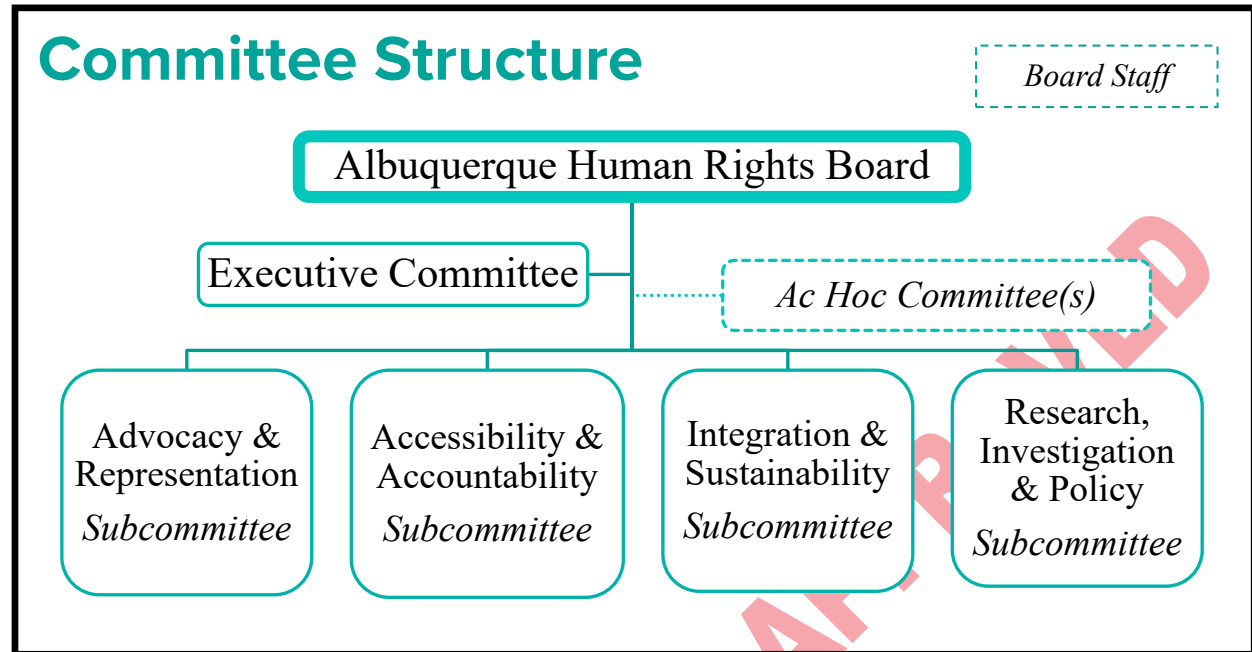 Committee Structure
Board Staff
Albuquerque Human Rights Board
Executive Committee
Ac Hoc Committee(s)
Advocacy &
Representation
Subcommittee
Accessibility &
Accountability
Subcommittee
Integration &
Sustainability
Subcommittee
Research,
Investigation
& Policy
Subcommittee